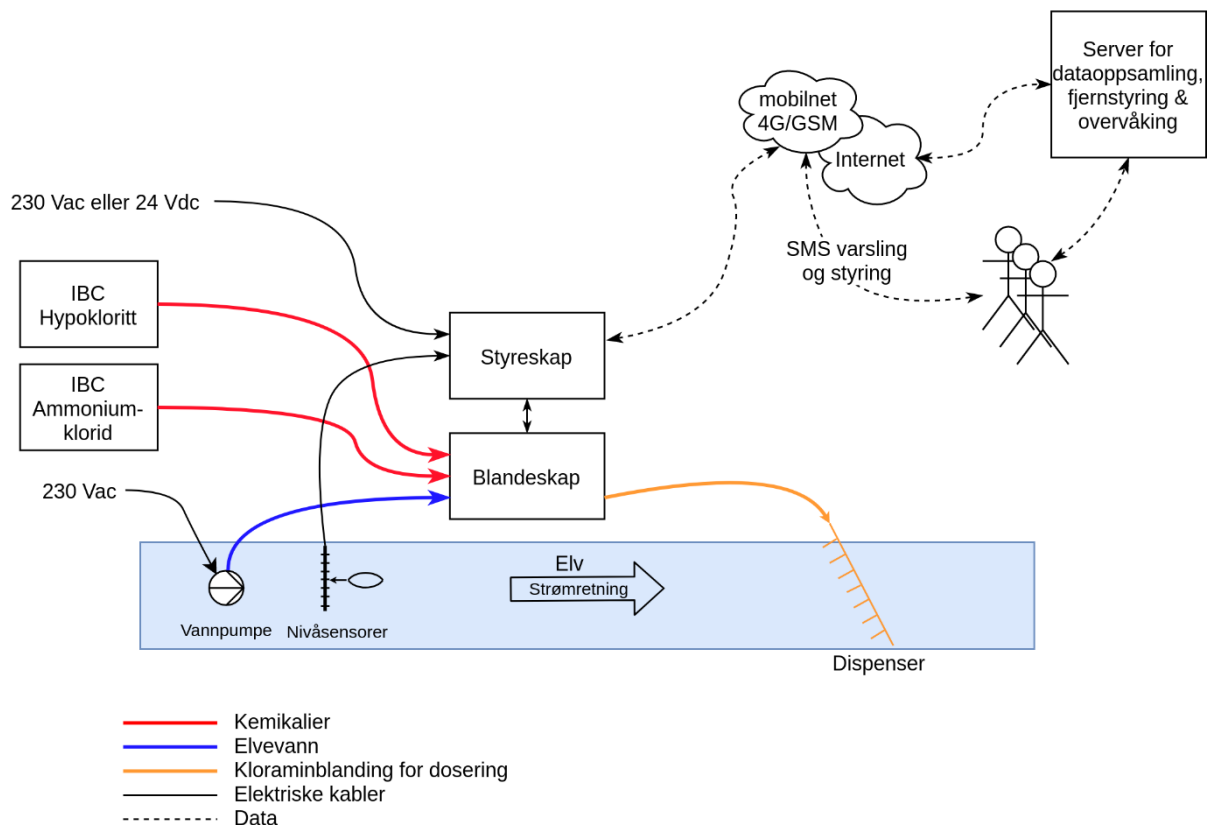 Server for
dataoppsamling,
fjernstyring &
overvåking
mobilnet
4G/GSM
Internet
230 Vac eller 24 Vdc
SMS varsling
og styring
IBC
Hypokloritt
Styreskap
IBC
Ammonium-
klorid
Blandeskap
230 Vac
Elv
Strømretning
Vannpumpe
Nivåsensorer
Dispenser
Kemikalier
Elvevann
Kloraminblanding for dosering
Elektriske kabler
Data